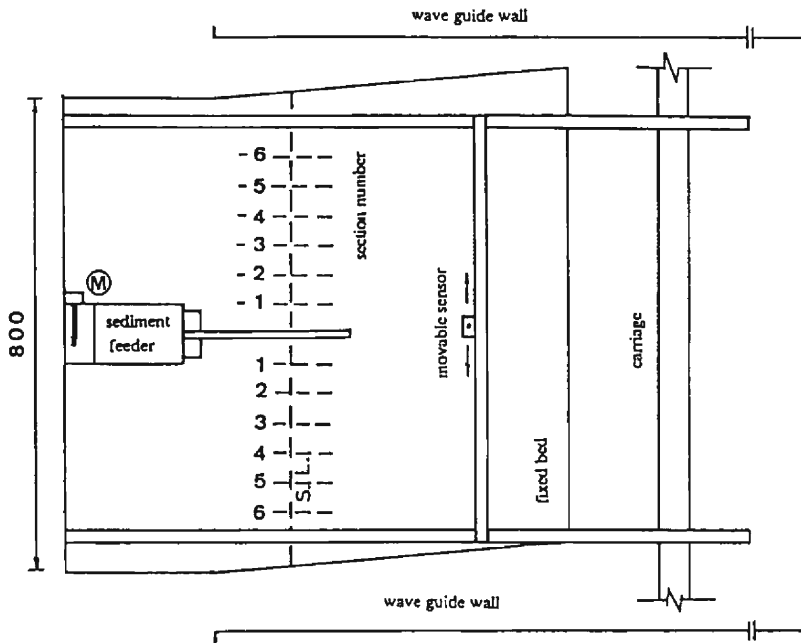 wave guide wall
- 6
- 5
- 4
- 3
- 2
- 1
section number
M
sediment
feeder
800
movable sensor
carriage
1
2
3
4
5
6
S.I.L.
fixed bed
wave guide wall